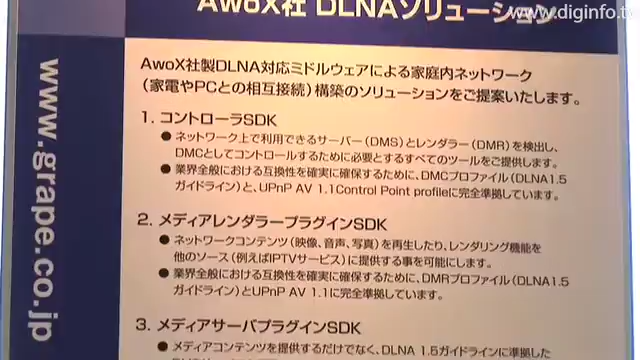 AwoX社 DLNAソリューション
www.diginfo.tv
www.grape.co.jp
AwoX社製DLNA対応ミドルウェアによる家庭内ネットワーク
(家電やPCとの相互接続)構築のソリューションをご提案いたします。
1. コントローラSDK
● ネットワーク上で利用できるサーバー(DMS)とレンダラー(DMR)を検出し、
DMCとしてコントロールするために必要とするすべてのツールをご提供します。
● 業界全般における互換性を確実に確保するために、DMCプロファイル(DLNA1.5
ガイドライン)と、UPnP AV 1.1Control Point profileに完全準拠しています。
2. メディアレンダラープラグインSDK
● ネットワークコンテンツ(映像、音声、写真)を再生したり、レンダリング機能を
他のソース(例えばIPTVサービス)に提供する事を可能にします。
● 業界全般における互換性を確実に確保するために、DMRプロファイル(DLNA1.5
ガイドライン)とUPnP AV 1.1に完全準拠しています。
3. メディアサーバプラグインSDK
● メディアコンテンツを提供するだけでなく、DLNA 1.5ガイドラインに準拠した